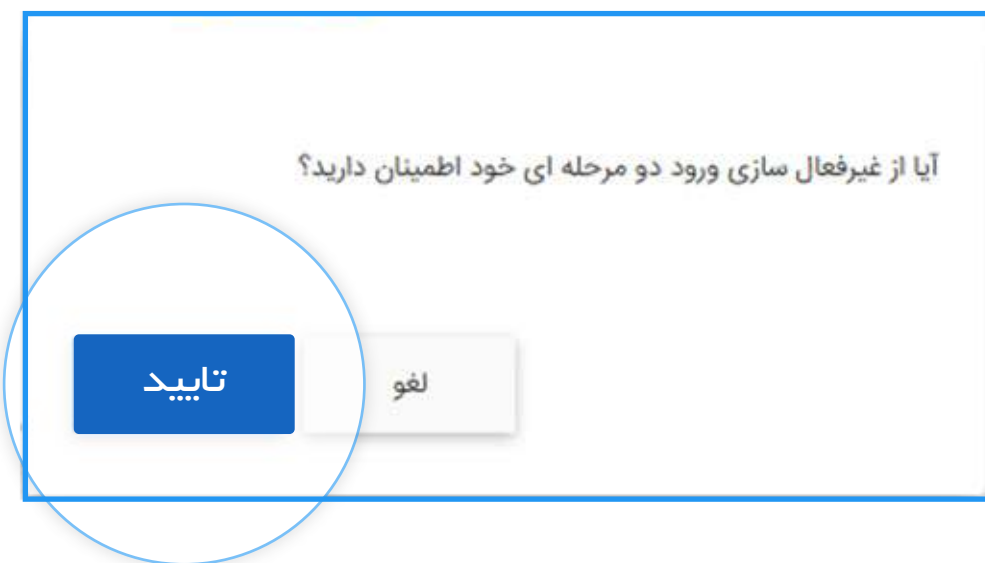 آیا از غیرفعال سازی ورود دو مرحله ای خود اطمینان دارید؟
لغو
تایید